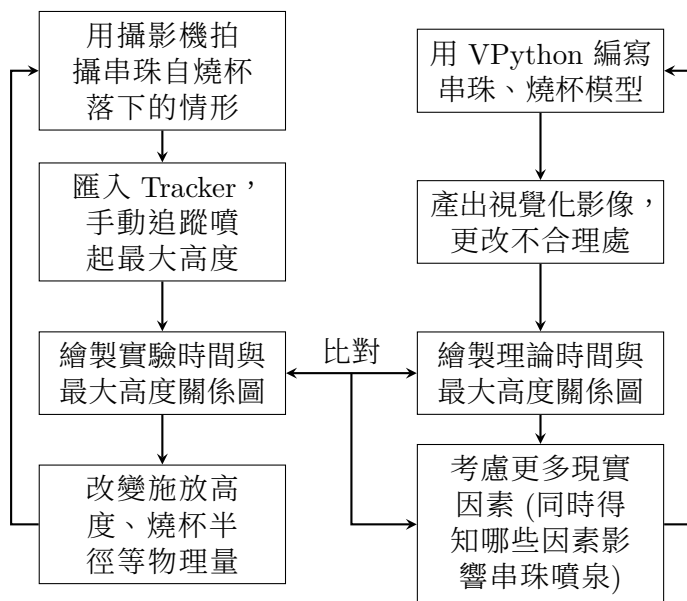 用攝影機拍
攝串珠自燒杯
落下的情形
匯入 Tracker，
手動追蹤噴
起最大高度
繪製實驗時間與
最大高度關係圖
改變施放高
度、燒杯半
徑等物理量
比對
用 VPython 編寫
串珠、燒杯模型
產出視覺化影像，
更改不合理處
繪製理論時間與
最大高度關係圖
考慮更多現實
因素 (同時得
知哪些因素影
響串珠噴泉)